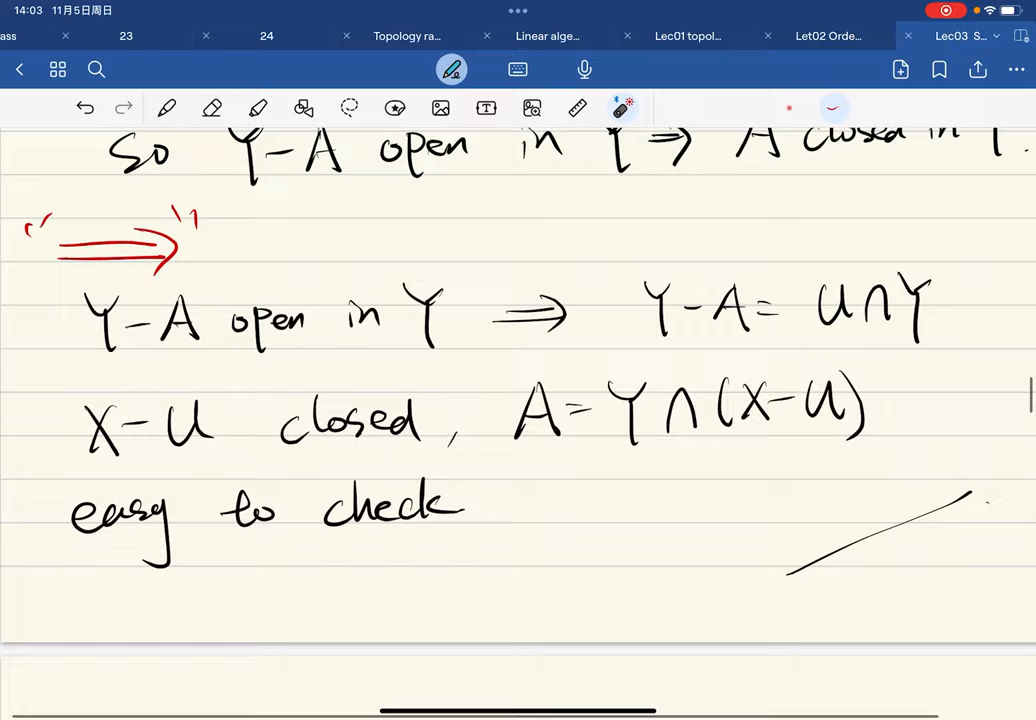 14:03 11月5日周日
ass 23 24 Topology ra... Linear alge... Lec01 topol... Let02 Orde... Lec03 S...
So Y-A open in Y ⇒ A closed in Y.
"⇒"
Y-A open in Y ⇒ Y-A = U∩Y
X-U closed, A = Y∩(X-U)
easy to check